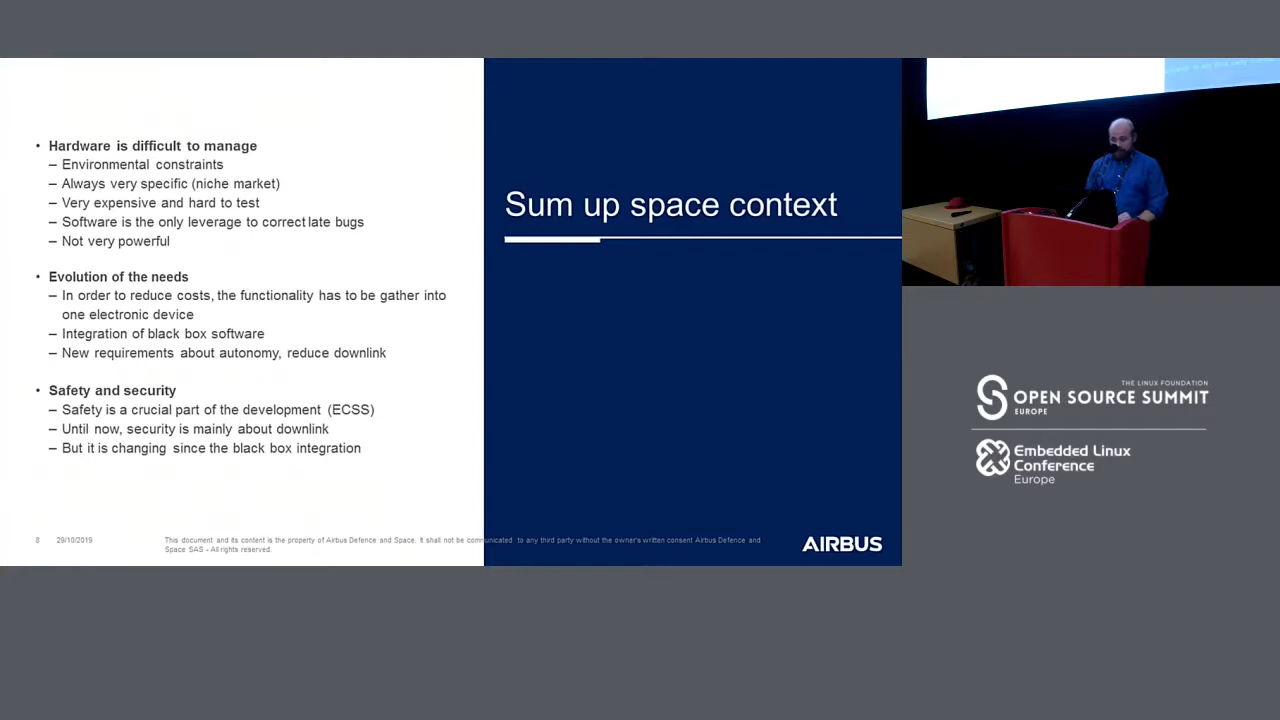 • Hardware is difficult to manage
– Environmental constraints
– Always very specific (niche market)
– Very expensive and hard to test
– Software is the only leverage to correct late bugs
– Not very powerful
• Evolution of the needs
– In order to reduce costs, the functionality has to be gather into
one electronic device
– Integration of black box software
– New requirements about autonomy, reduce downlink
• Safety and security
– Safety is a crucial part of the development (ECSS)
– Until now, security is mainly about downlink
– But it is changing since the black box integration
8 29/10/2019
This document and its content is the property of Airbus Defence and Space. It shall not be communicated to any third party without the owner's written consent Airbus Defence and
Space SAS - All rights reserved.
Sum up space context
AIRBUS
THE LINUX FOUNDATION
OPEN SOURCE SUMMIT
EUROPE
Embedded Linux
Conference
Europe